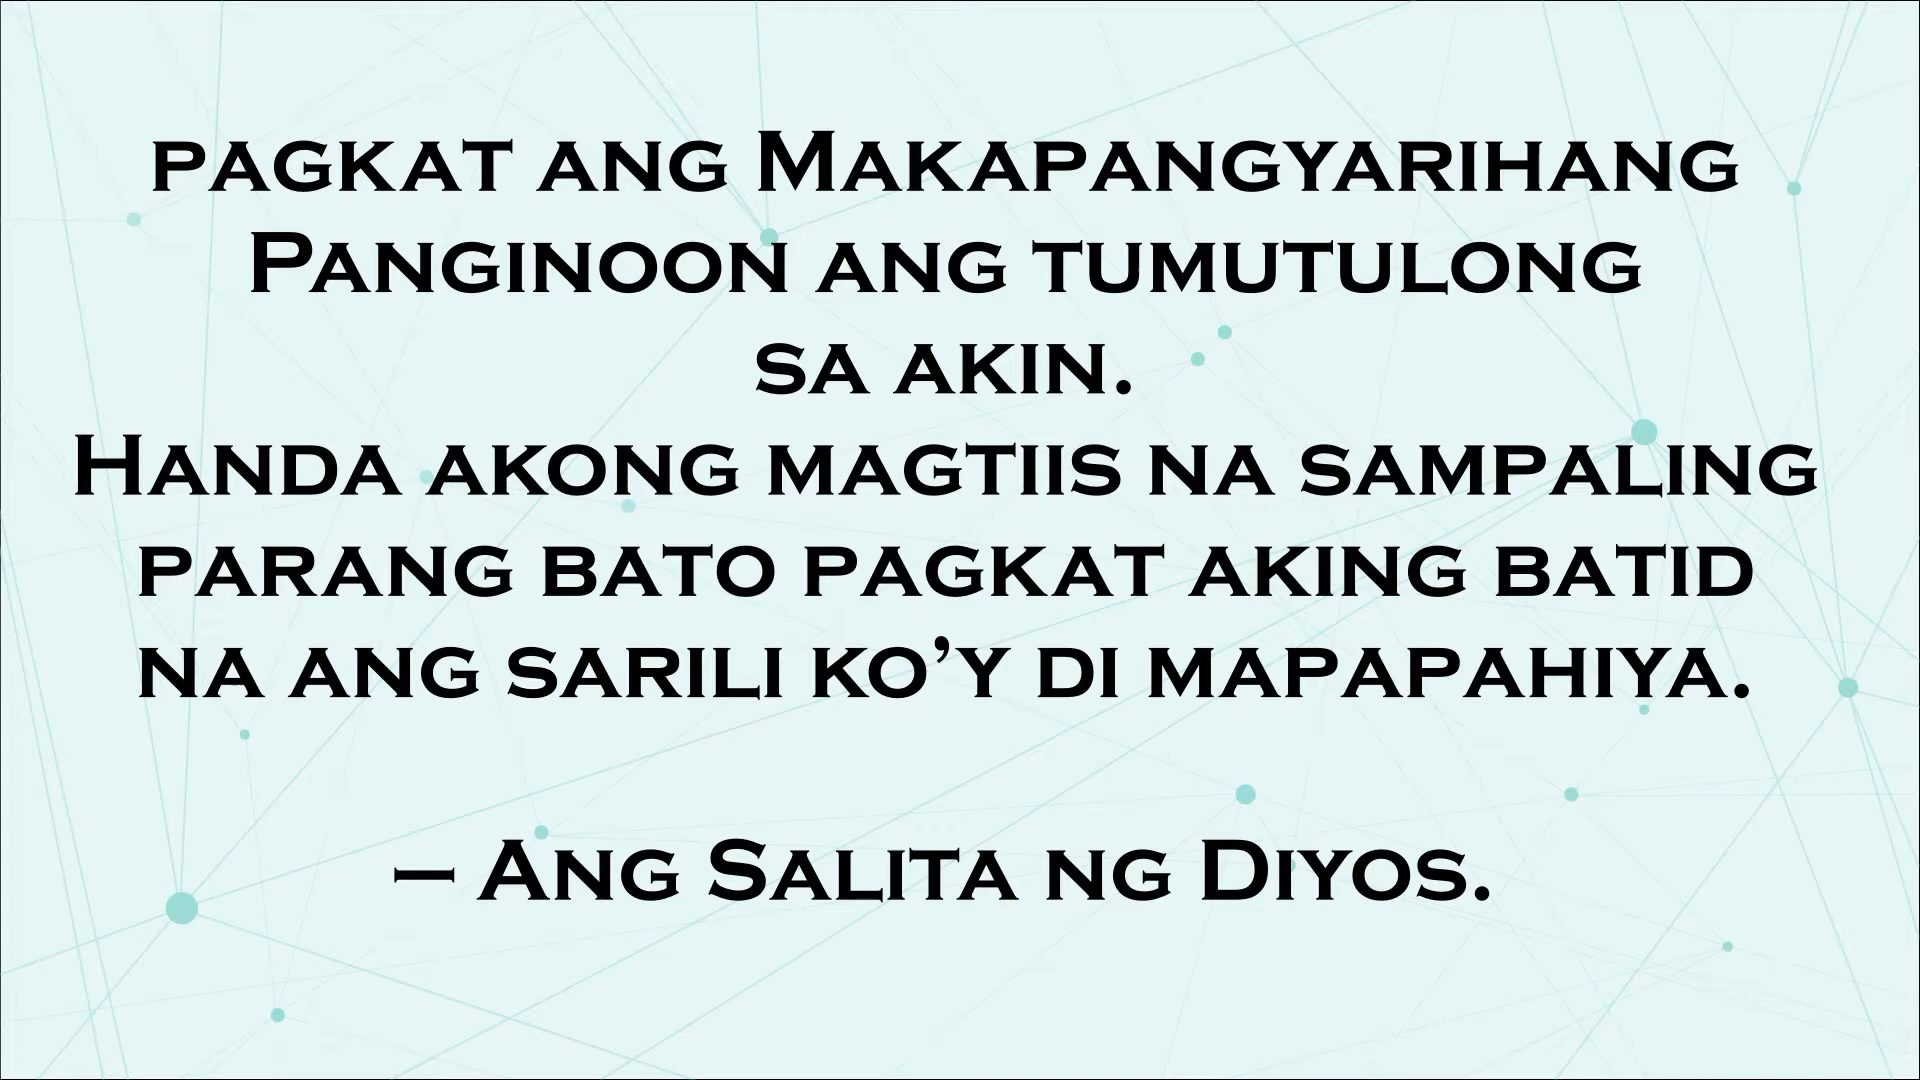 pagkat ang Makapangyarihang
Panginoon ang tumutulong
sa akin.
Handa akong magtiis na sampaling
parang bato pagkat aking batid
na ang sarili ko’y di mapapahiya.
– Ang Salita ng Diyos.